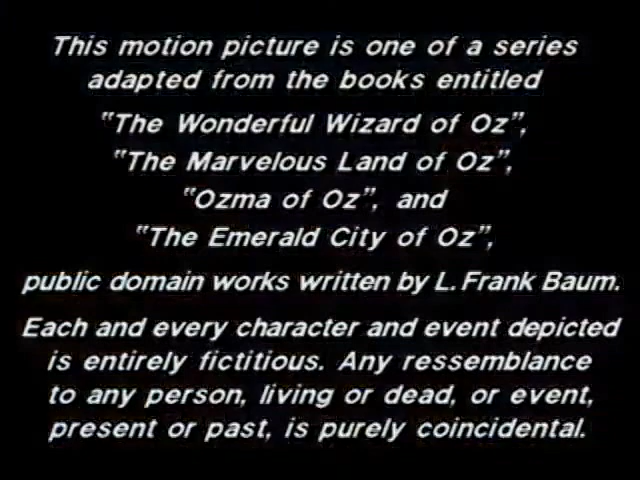 This motion picture is one of a series
adapted from the books entitled
"The Wonderful Wizard of Oz",
"The Marvelous Land of Oz",
"Ozma of Oz", and
"The Emerald City of Oz",
public domain works written by L. Frank Baum.
Each and every character and event depicted
is entirely fictitious. Any ressemblance
to any person, living or dead, or event,
present or past, is purely coincidental.